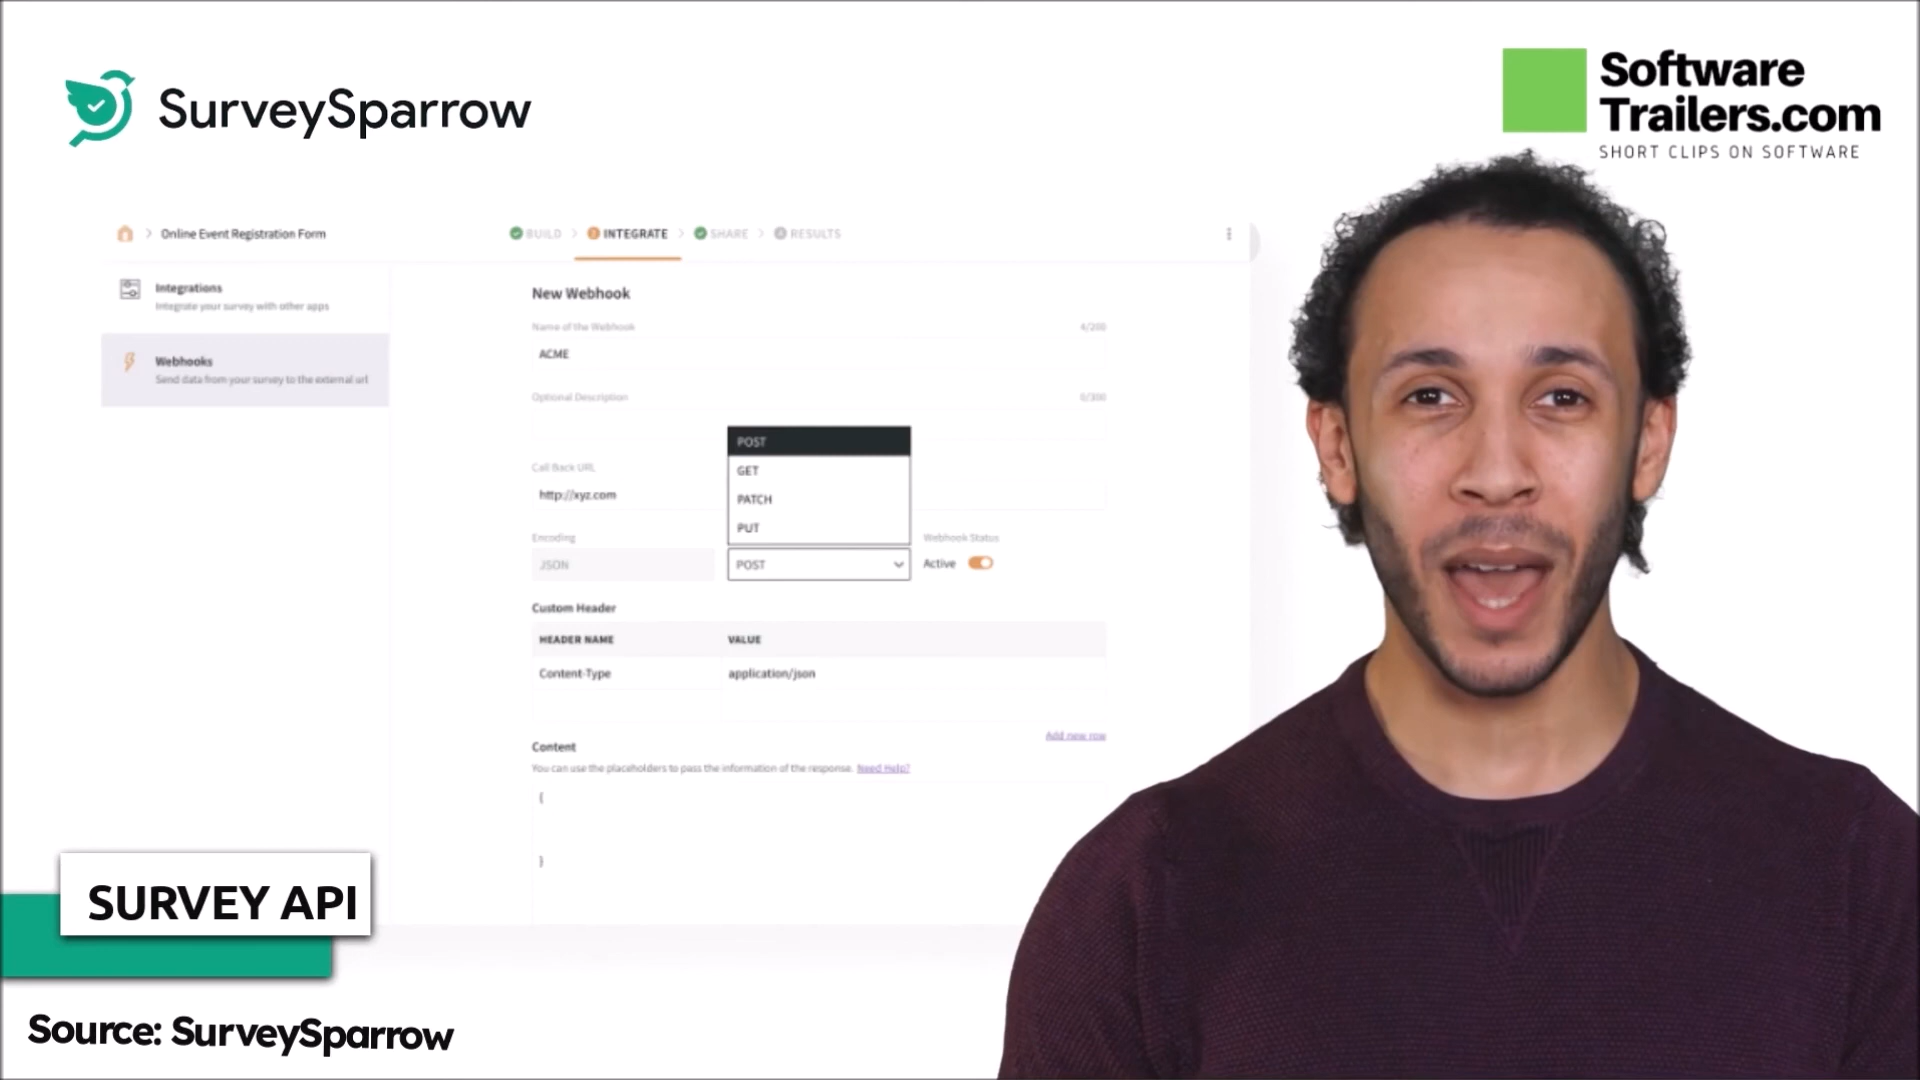 SurveySparrow
Software
Trailers.com
SHORT CLIPS ON SOFTWARE
Online Event Registration Form
BUILD
INTEGRATE
SHARE
RESULTS
Integrations
Integrate your survey with other apps
Webhooks
Send data from your survey to the external url
New Webhook
Name of the Webhook
4/200
ACME
Optional Description
0/300
POST
GET
PATCH
PUT
Call Back URL
http://xyz.com
Encoding
Webhook Status
JSON
POST
Active
Custom Header
HEADER NAME
VALUE
Content-Type
application/json
Add new row
Content
You can use the placeholders to pass the information of the response. Need Help?
{
}
SURVEY API
Source: SurveySparrow